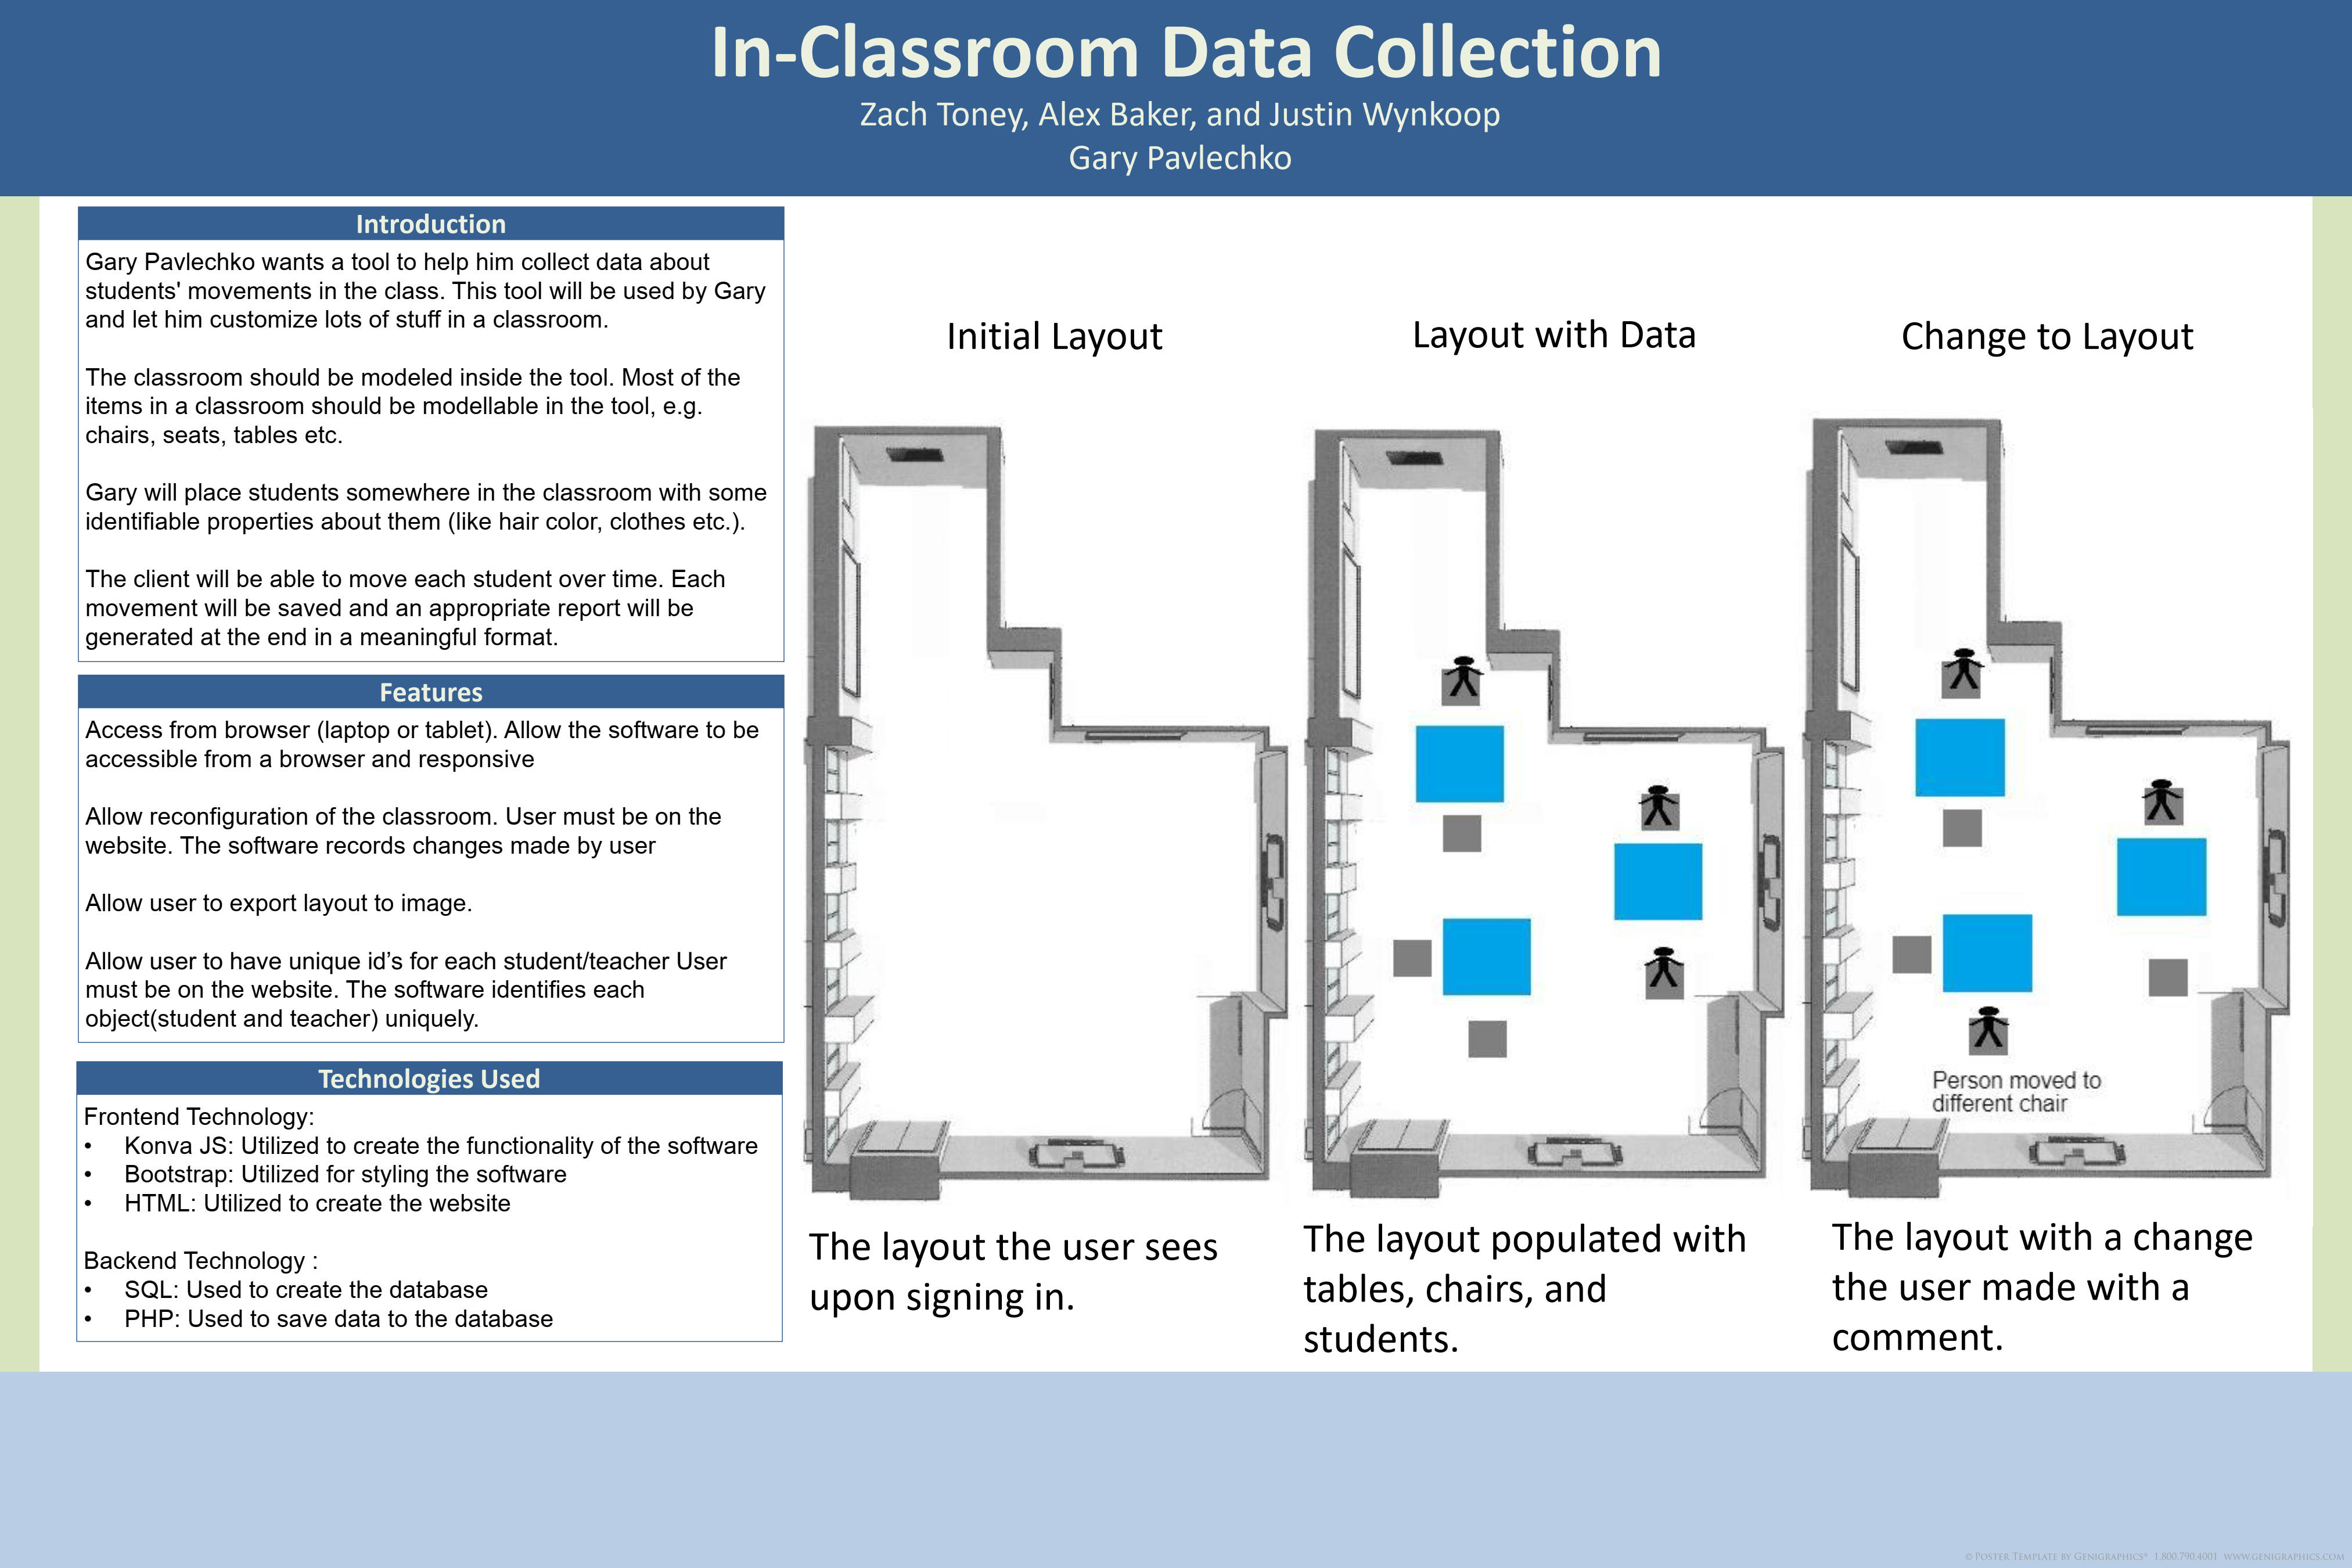 In-Classroom Data Collection
Zach Toney, Alex Baker, and Justin Wynkoop
Gary Pavlechko
Introduction
Gary Pavlechko wants a tool to help him collect data about
students' movements in the class. This tool will be used by Gary
and let him customize lots of stuff in a classroom.
The classroom should be modeled inside the tool. Most of the
items in a classroom should be modellable in the tool, e.g.
chairs, seats, tables etc.
Gary will place students somewhere in the classroom with some
identifiable properties about them (like hair color, clothes etc.).
The client will be able to move each student over time. Each
movement will be saved and an appropriate report will be
generated at the end in a meaningful format.
Features
Access from browser (laptop or tablet). Allow the software to be
accessible from a browser and responsive
Allow reconfiguration of the classroom. User must be on the
website. The software records changes made by user
Allow user to export layout to image.
Allow user to have unique id’s for each student/teacher User
must be on the website. The software identifies each
object(student and teacher) uniquely.
Technologies Used
Frontend Technology:
• Konva JS: Utilized to create the functionality of the software
• Bootstrap: Utilized for styling the software
• HTML: Utilized to create the website
Backend Technology :
• SQL: Used to create the database
• PHP: Used to save data to the database
Initial Layout
The layout the user sees
upon signing in.
Layout with Data
The layout populated with
tables, chairs, and
students.
Change to Layout
Person moved to
different chair
The layout with a change
the user made with a
comment.
© Poster Template by Genigraphics® 1.800.790.4001 www.genigraphics.com